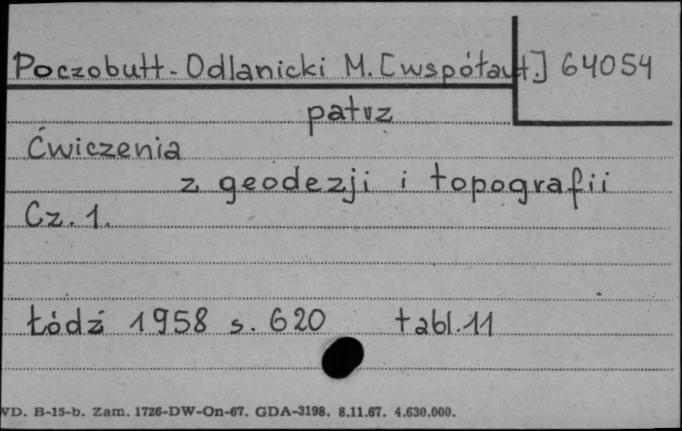 Poczobutt-Odlanicki M. [współaut.] 64054
patrz
Ćwiczenia
z geodezji i topografii
Cz. 1.
Łódź 1958 s. 620 tabl. 11
WD. B-15-b. Zam. 1726-DW-On-67. GDA-3198. 8.11.67. 4.630.000.